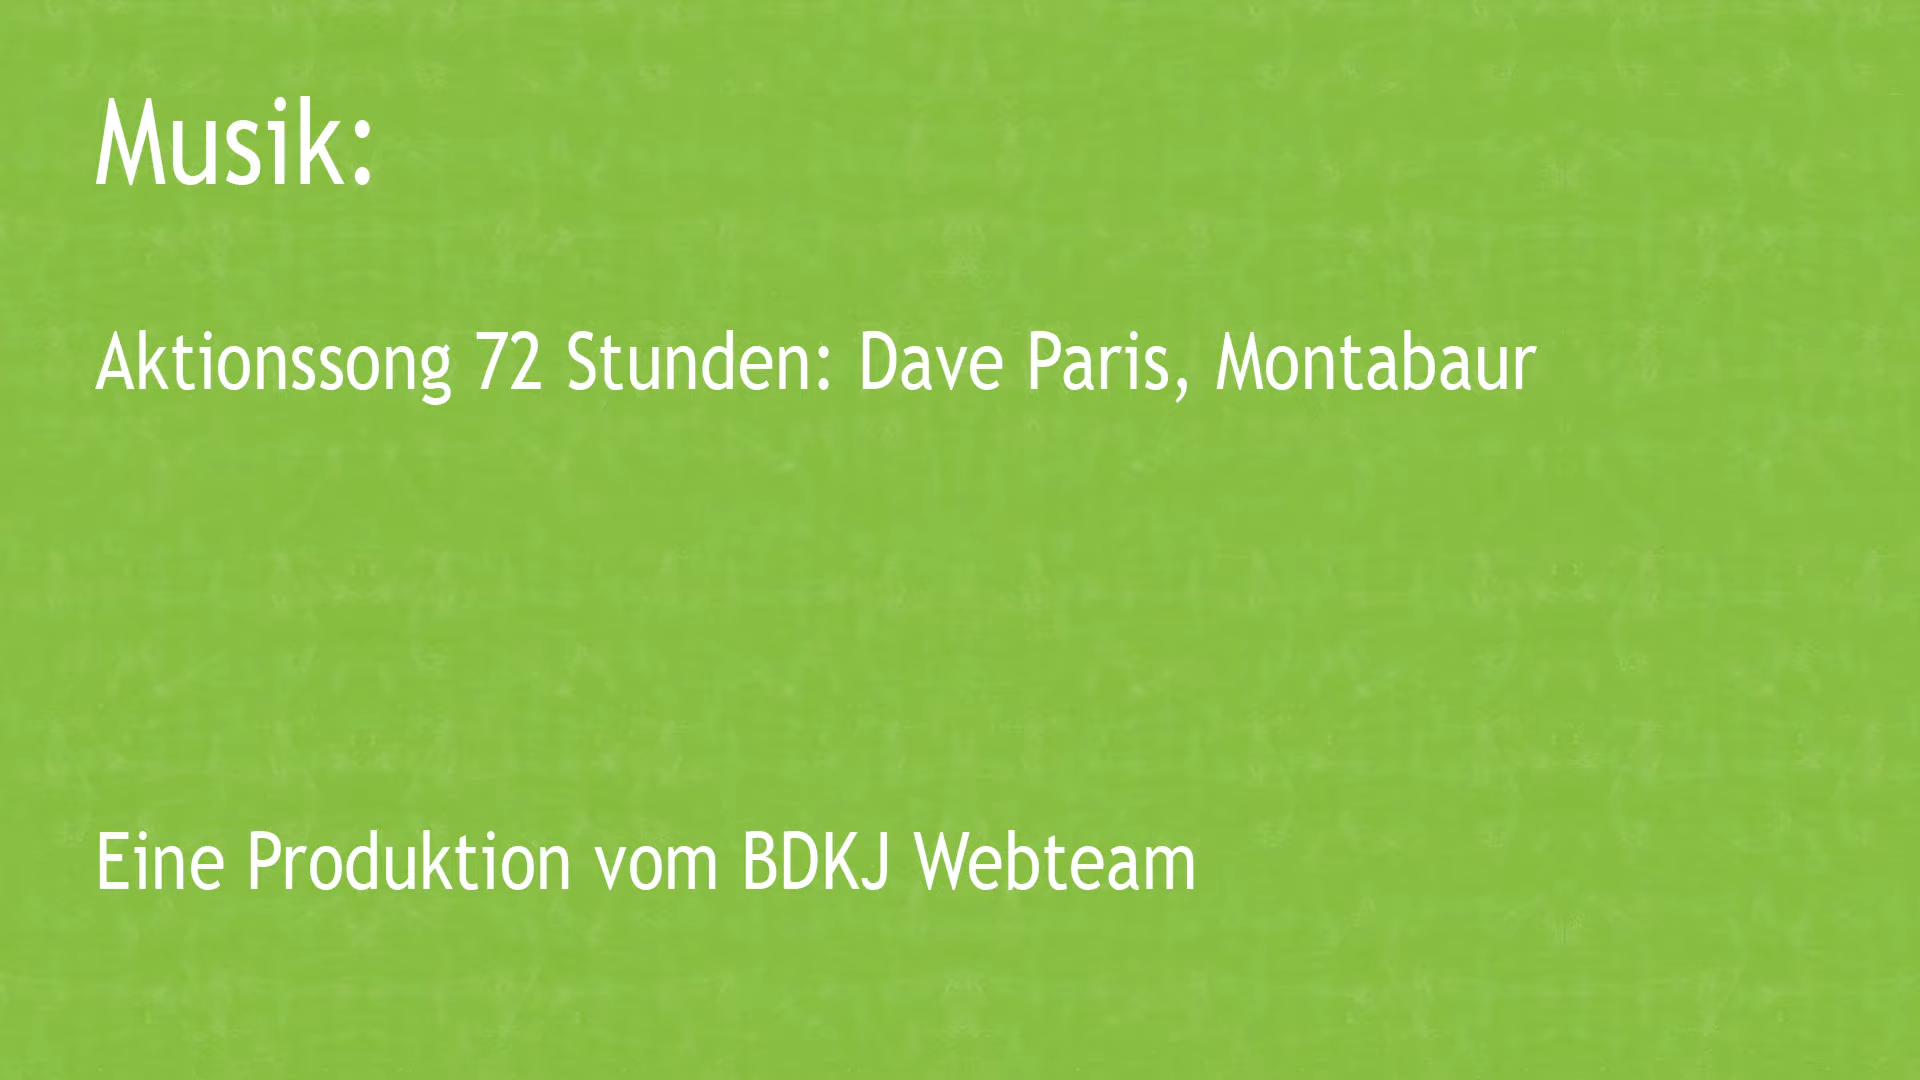 Musik:
Aktionssong 72 Stunden: Dave Paris, Montabaur
Eine Produktion vom BDKJ Webteam